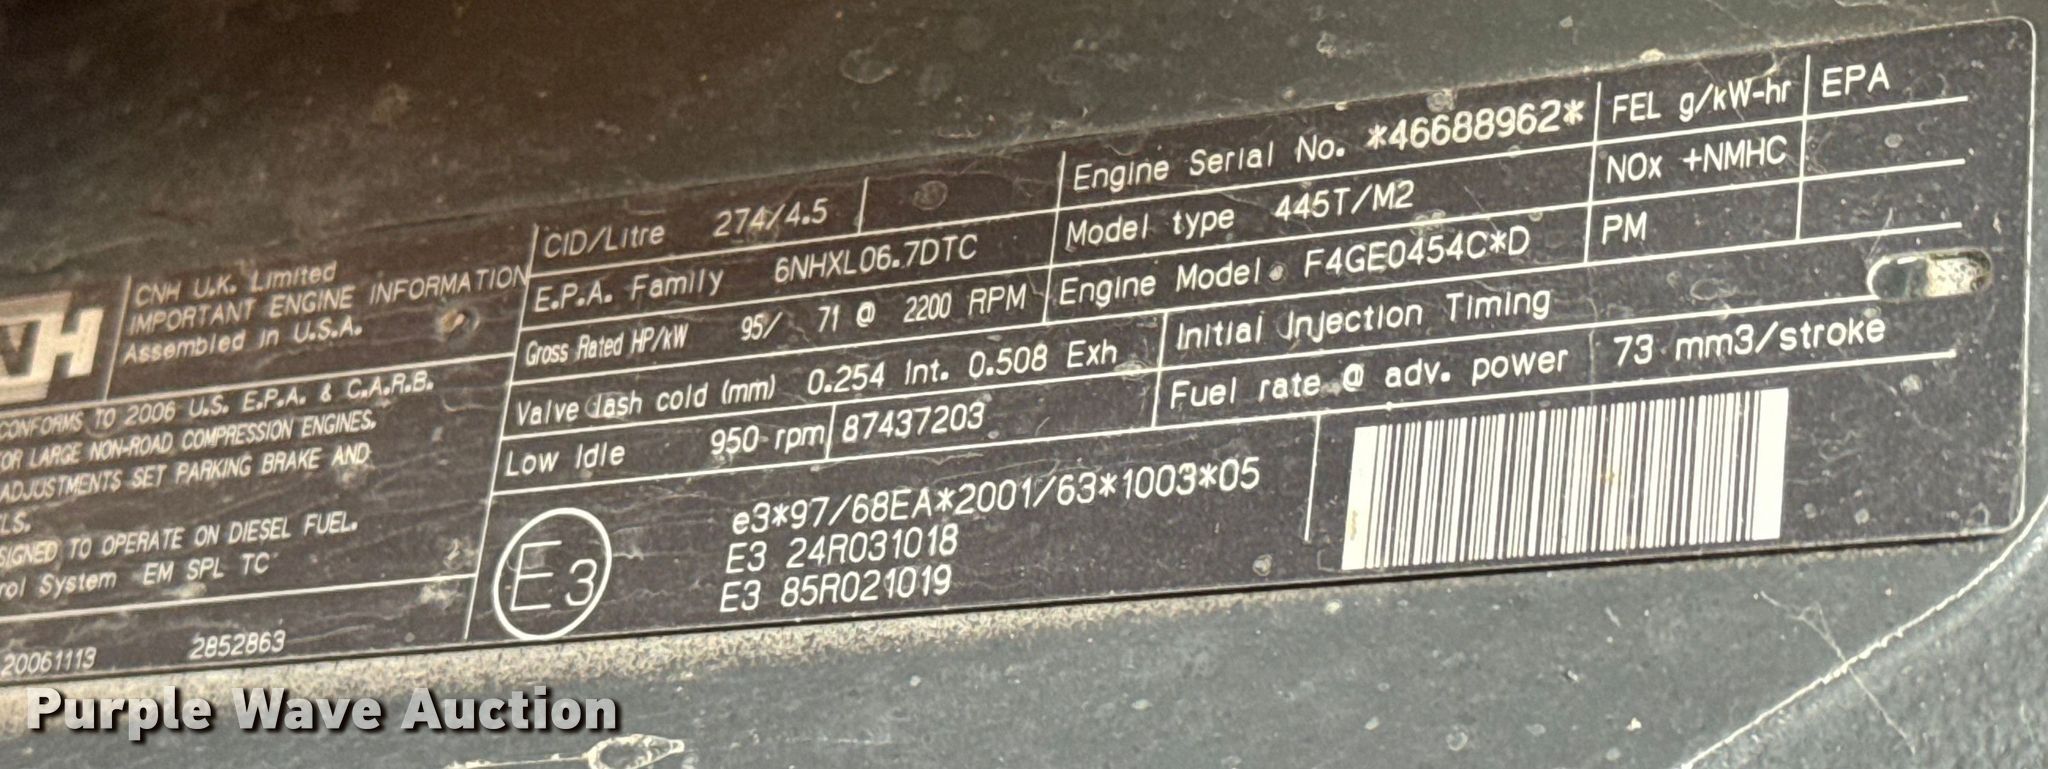 NH
CNH U.K. Limited
IMPORTANT ENGINE INFORMATION
Assembled in U.S.A.
CONFORMS TO 2006 U.S. E.P.A. & C.A.R.B.
OR LARGE NON-ROAD COMPRESSION ENGINES.
ADJUSTMENTS SET PARKING BRAKE AND
LS.
SIGNED TO OPERATE ON DIESEL FUEL.
rol System EM SPL TC
20061113 2852863
CID/Litre 274/4.5
E.P.A. Family 6NHXL06.7DTC
Gross Rated HP/kW 95/ 71 @ 2200 RPM
Valve lash cold (mm) 0.254 Int. 0.508 Exh
Low Idle 950 rpm 87437203
Engine Serial No. *46688962*
Model type 445T/M2
Engine Model F4GE0454C*D
Initial Injection Timing
Fuel rate @ adv. power 73 mm3/stroke
FEL g/kW-hr EPA
NOx +NMHC
PM
E3
e3*97/68EA*2001/63*1003*05
E3 24R031018
E3 85R021019
Purple Wave Auction